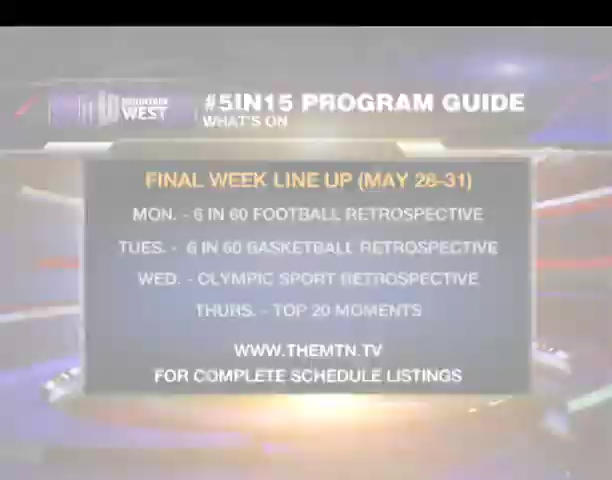 MOUNTAIN
WEST
#5IN15 PROGRAM GUIDE
WHAT'S ON
FINAL WEEK LINE UP (MAY 28-31)
MON. - 6 IN 60 FOOTBALL RETROSPECTIVE
TUES. - 6 IN 60 BASKETBALL RETROSPECTIVE
WED. - OLYMPIC SPORT RETROSPECTIVE
THURS. - TOP 20 MOMENTS
WWW.THEMTN.TV
FOR COMPLETE SCHEDULE LISTINGS